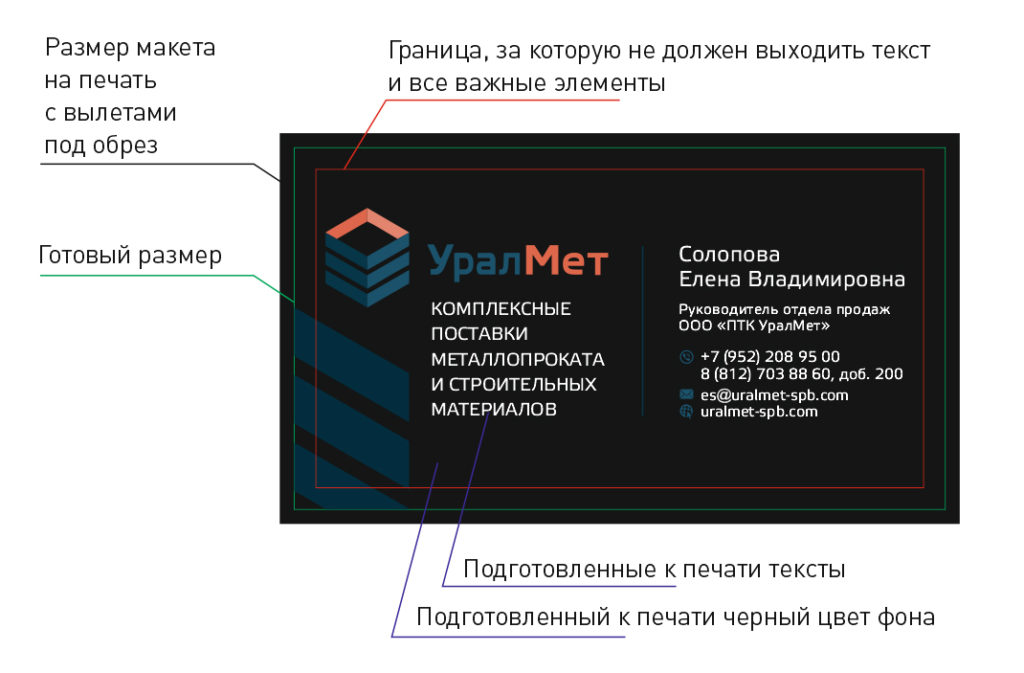 Размер макета
на печать
с вылетами
под обрез
Граница, за которую не должен выходить текст
и все важные элементы
Готовый размер
УралМет
КОМПЛЕКСНЫЕ
ПОСТАВКИ
МЕТАЛЛОПРОКАТА
И СТРОИТЕЛЬНЫХ
МАТЕРИАЛОВ
Солопова
Елена Владимировна
Руководитель отдела продаж
ООО «ПТК УралМет»
+7 (952) 208 95 00
8 (812) 703 88 60, доб. 200
es@uralmet-spb.com
uralmet-spb.com
Подготовленные к печати тексты
Подготовленный к печати черный цвет фона